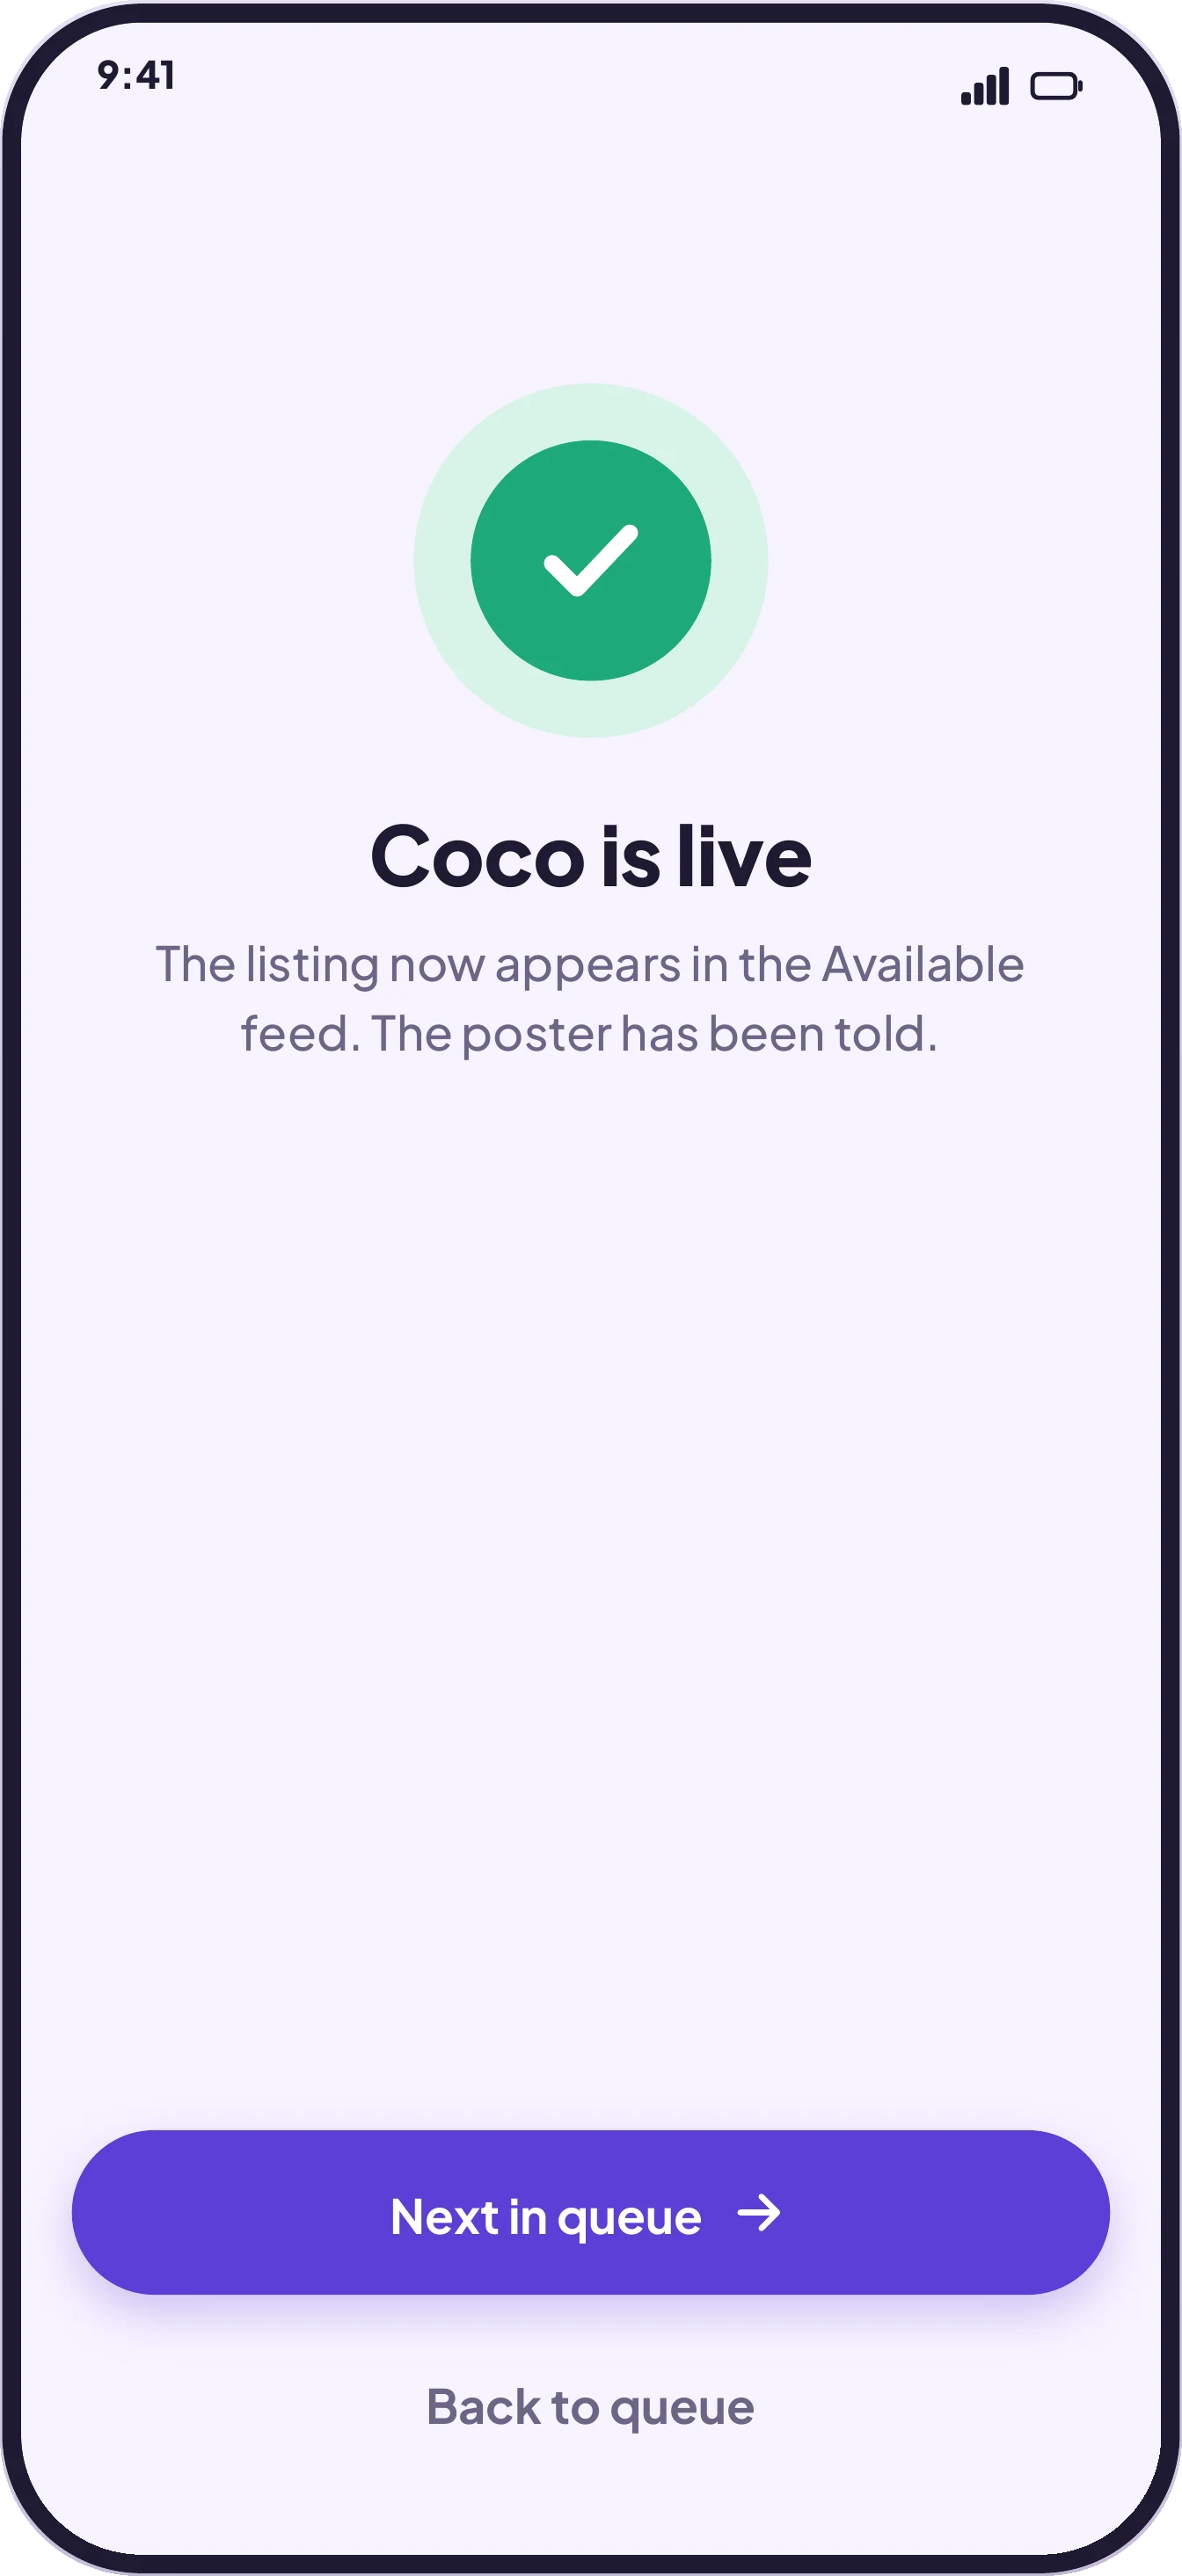 9:41
Coco is live
The listing now appears in the Available
feed. The poster has been told.
Next in queue
Back to queue